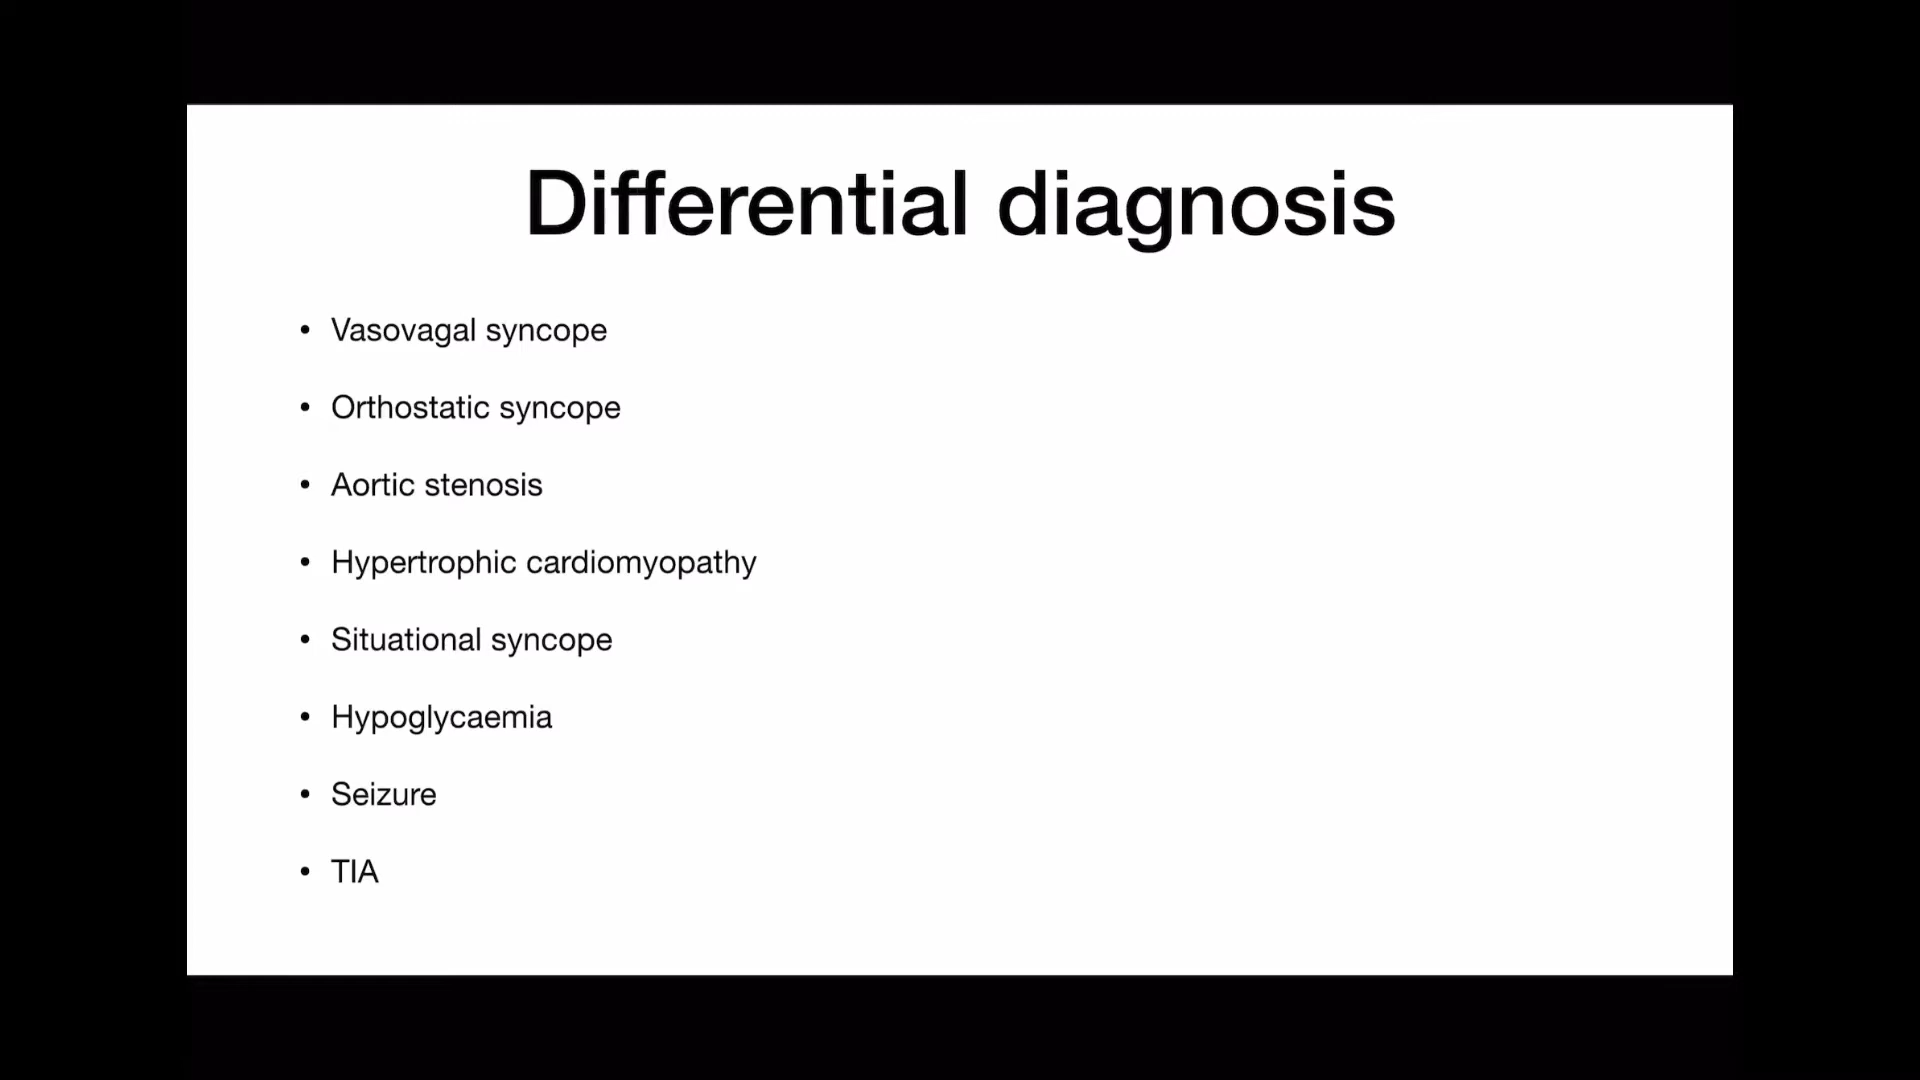 Differential diagnosis
• Vasovagal syncope
• Orthostatic syncope
• Aortic stenosis
• Hypertrophic cardiomyopathy
• Situational syncope
• Hypoglycaemia
• Seizure
• TIA